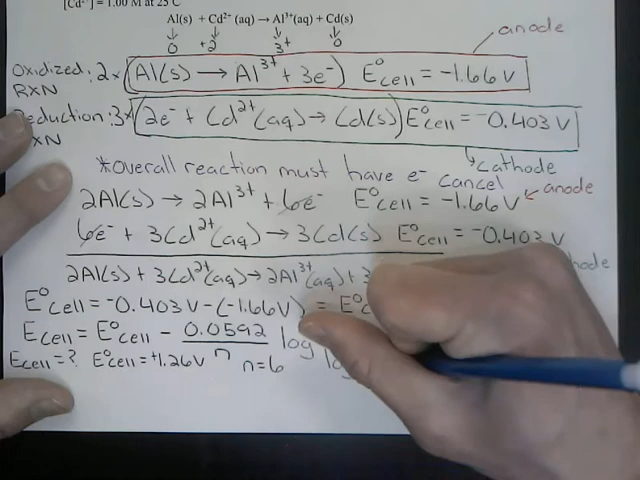 [Cd²⁺] = 1.00 M at 25 C
Al(s) + Cd²⁺(aq) → Al³⁺(aq) + Cd(s)
↓ ↓ ↓ ↓
0 +2 3+ 0
anode
Oxidized: 2× (Al(s) → Al³⁺ + 3e⁻) E°cell = -1.66 V
RXN
Reduction: 3× (2e⁻ + Cd²⁺(aq) → Cd(s)) E°cell = -0.403 V
RXN
cathode
*overall reaction must have e⁻ cancel
2Al(s) → 2Al³⁺ + 6e⁻ E°cell = -1.66 V ← anode
6e⁻ + 3Cd²⁺(aq) → 3Cd(s) E°cell = -0.403 V
2Al(s) + 3Cd²⁺(aq) → 2Al³⁺(aq) + 3
E°cell = -0.403 V - (-1.66 V) = E°c
Ecell = E°cell - 0.0592 / n log
Ecell = ? E°cell = +1.26 V n = 6